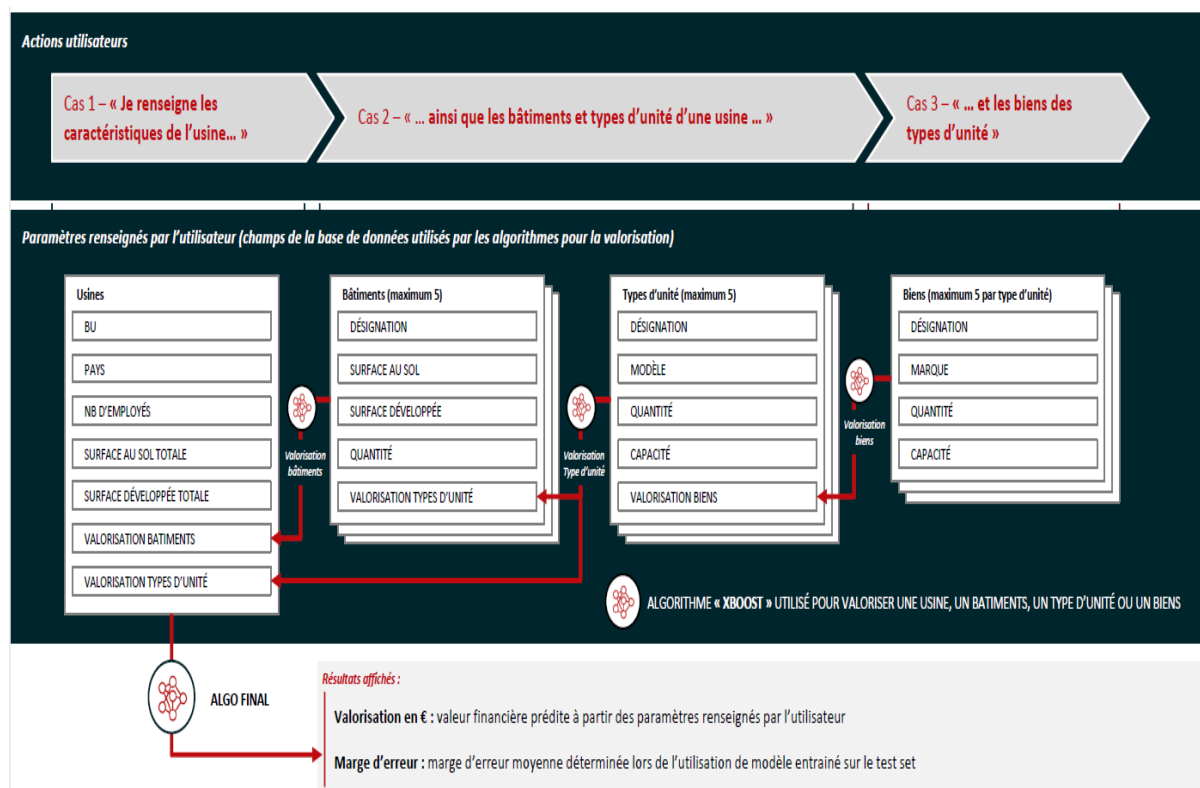 Actions utilisateurs
Cas 1 – « Je renseigne les
caractéristiques de l'usine... »
Cas 2 – « ... ainsi que les bâtiments et types d'unité d'une usine ... »
Cas 3 – « ... et les biens des
types d'unité »
Paramètres renseignés par l'utilisateur (champs de la base de données utilisés par les algorithmes pour la valorisation)
Usines
BU
PAYS
NB D'EMPLOYÉS
SURFACE AU SOL TOTALE
SURFACE DÉVELOPPÉE TOTALE
VALORISATION BATIMENTS
VALORISATION TYPES D'UNITÉ
Valorisation
bâtiments
Bâtiments (maximum 5)
DÉSIGNATION
SURFACE AU SOL
SURFACE DÉVELOPPÉE
QUANTITÉ
VALORISATION TYPES D'UNITÉ
Valorisation
Type d'unité
Types d'unité (maximum 5)
DÉSIGNATION
MODÈLE
QUANTITÉ
CAPACITÉ
VALORISATION BIENS
Valorisation
biens
Biens (maximum 5 par type d'unité)
DÉSIGNATION
MARQUE
QUANTITÉ
CAPACITÉ
ALGORITHME « XBOOST » UTILISÉ POUR VALORISER UNE USINE, UN BATIMENTS, UN TYPE D'UNITÉ OU UN BIENS
ALGO FINAL
Résultats affichés :
Valorisation en € : valeur financière prédite à partir des paramètres renseignés par l'utilisateur
Marge d'erreur : marge d'erreur moyenne déterminée lors de l'utilisation de modèle entrainé sur le test set